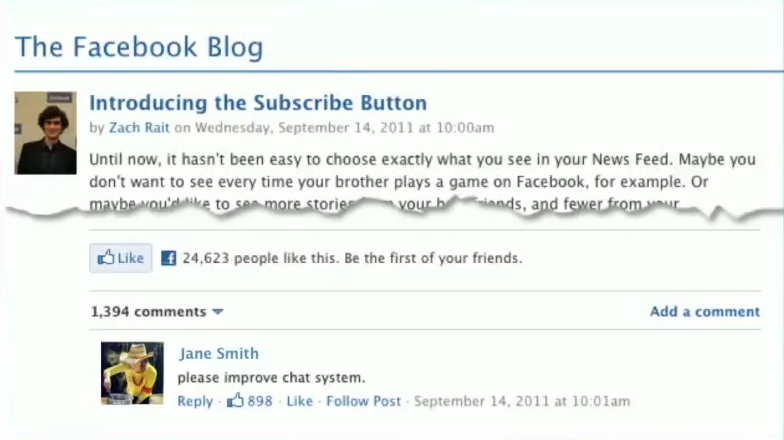 The Facebook Blog
Introducing the Subscribe Button
by Zach Rait on Wednesday, September 14, 2011 at 10:00am
Until now, it hasn't been easy to choose exactly what you see in your News Feed. Maybe you
don't want to see every time your brother plays a game on Facebook, for example. Or
maybe you'd like to see more stories your and fewer from your
Like 24,623 people like this. Be the first of your friends.
1,394 comments Add a comment
Jane Smith
please improve chat system.
Reply · 898 · Like · Follow Post · September 14, 2011 at 10:01am